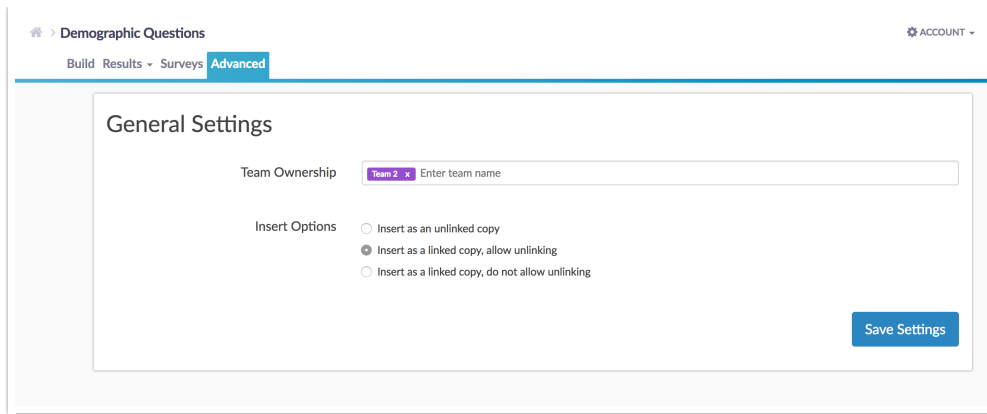 > Demographic Questions
ACCOUNT
Build Results Surveys Advanced
General Settings
Team Ownership
Team 2 x Enter team name
Insert Options
Insert as an unlinked copy
Insert as a linked copy, allow unlinking
Insert as a linked copy, do not allow unlinking
Save Settings